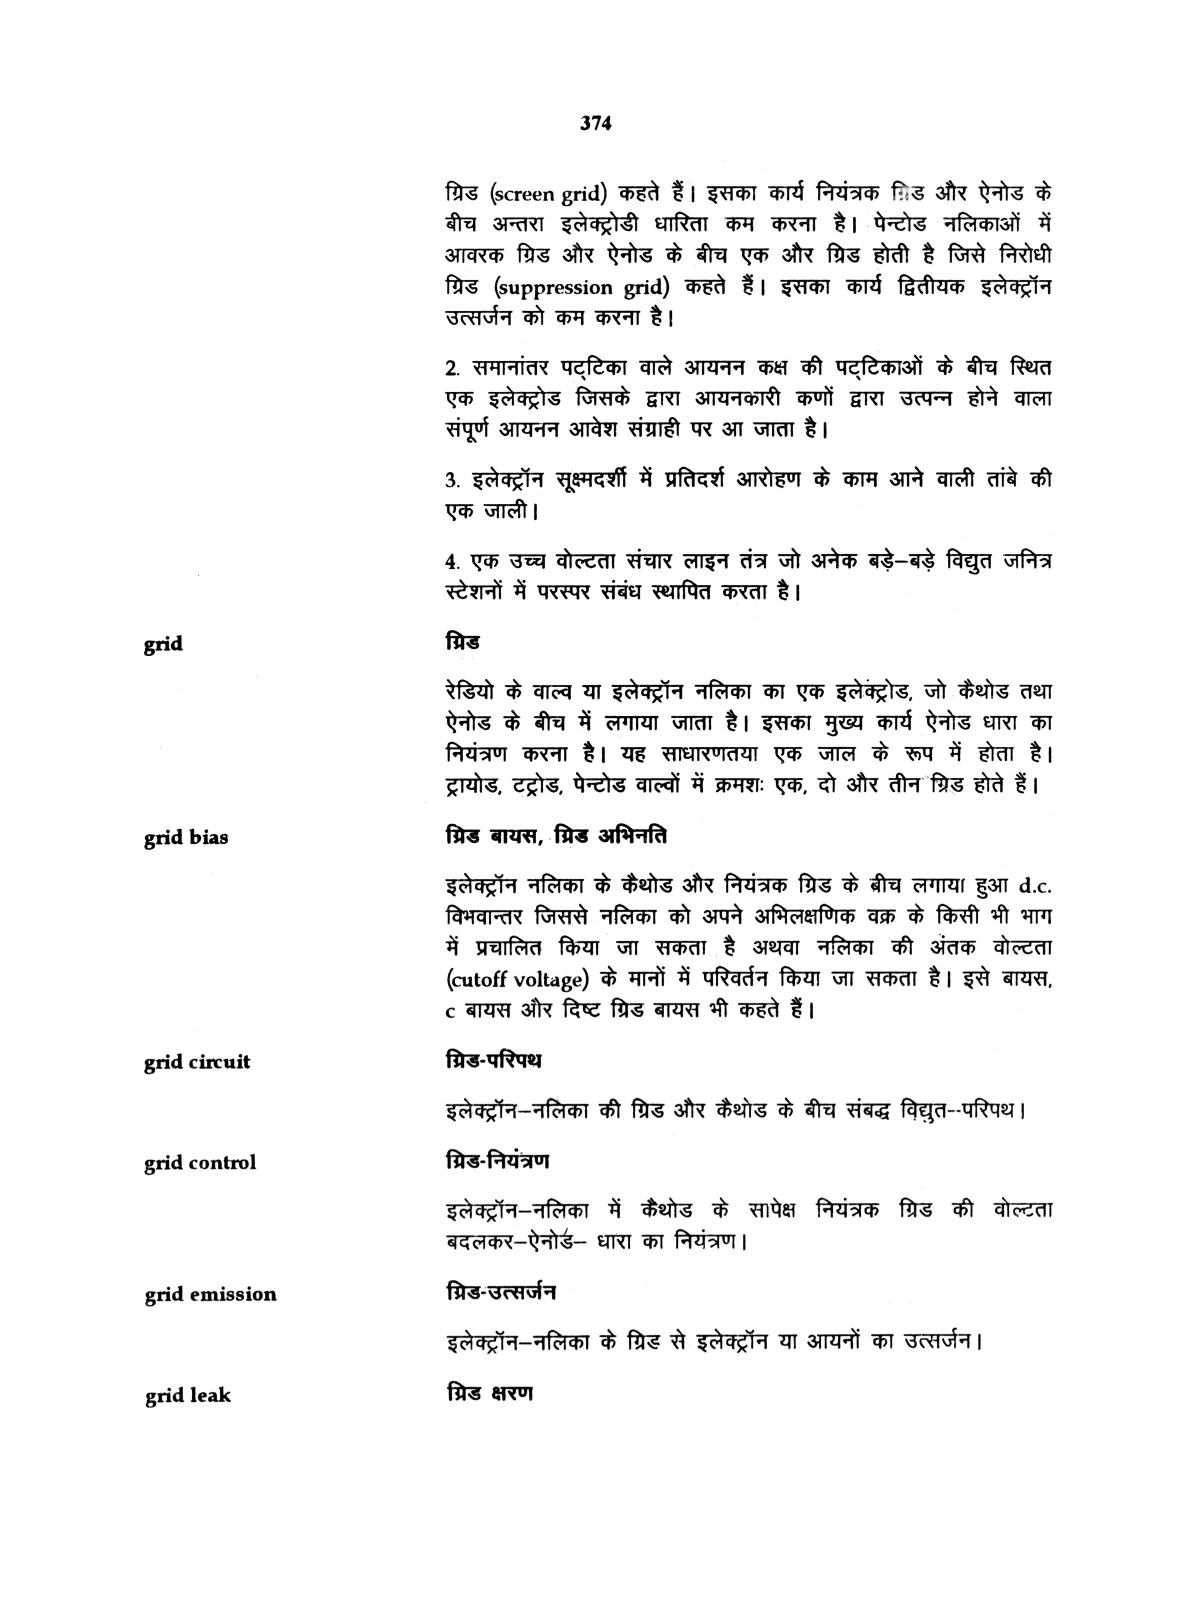 374
ग्रिड (screen grid) कहते हैं। इसका कार्य नियंत्रक ग्रिड और ऐनोड के
बीच अन्तरा इलेक्ट्रोडी धारिता कम करना है। पेन्टोड नलिकाओं में
आवरक ग्रिड और ऐनोड के बीच एक और ग्रिड होती है जिसे निरोधी
ग्रिड (suppression grid) कहते हैं। इसका कार्य द्वितीयक इलेक्ट्रॉन
उत्सर्जन को कम करना है।
2. समानांतर पट्टिका वाले आयनन कक्ष की पट्टिकाओं के बीच स्थित
एक इलेक्ट्रोड जिसके द्वारा आयनकारी कणों द्वारा उत्पन्न होने वाला
संपूर्ण आयनन आवेश संग्राही पर आ जाता है।
3. इलेक्ट्रॉन सूक्ष्मदर्शी में प्रतिदर्श आरोहण के काम आने वाली तांबे की
एक जाली।
4. एक उच्च वोल्टता संचार लाइन तंत्र जो अनेक बड़े–बड़े विद्युत जनित्र
स्टेशनों में परस्पर संबंध स्थापित करता है।
grid ग्रिड
रेडियो के वाल्व या इलेक्ट्रॉन नलिका का एक इलेक्ट्रोड, जो कैथोड तथा
ऐनोड के बीच में लगाया जाता है। इसका मुख्य कार्य ऐनोड धारा का
नियंत्रण करना है। यह साधारणतया एक जाल के रूप में होता है।
ट्रायोड, टट्रोड, पेन्टोड वाल्वों में क्रमशः एक, दो और तीन ग्रिड होते हैं।
grid bias ग्रिड बायस, ग्रिड अभिनति
इलेक्ट्रॉन नलिका के कैथोड और नियंत्रक ग्रिड के बीच लगाया हुआ d.c.
विभवान्तर जिससे नलिका को अपने अभिलक्षणिक वक्र के किसी भी भाग
में प्रचालित किया जा सकता है अथवा नलिका की अंतक वोल्टता
(cutoff voltage) के मानों में परिवर्तन किया जा सकता है। इसे बायस,
c बायस और दिष्ट ग्रिड बायस भी कहते हैं।
grid circuit ग्रिड-परिपथ
इलेक्ट्रॉन–नलिका की ग्रिड और कैथोड के बीच संबद्ध विद्युत--परिपथ।
grid control ग्रिड-नियंत्रण
इलेक्ट्रॉन–नलिका में कैथोड के सापेक्ष नियंत्रक ग्रिड की वोल्टता
बदलकर–ऐनोड– धारा का नियंत्रण।
grid emission ग्रिड-उत्सर्जन
इलेक्ट्रॉन–नलिका के ग्रिड से इलेक्ट्रॉन या आयनों का उत्सर्जन।
grid leak ग्रिड क्षरण